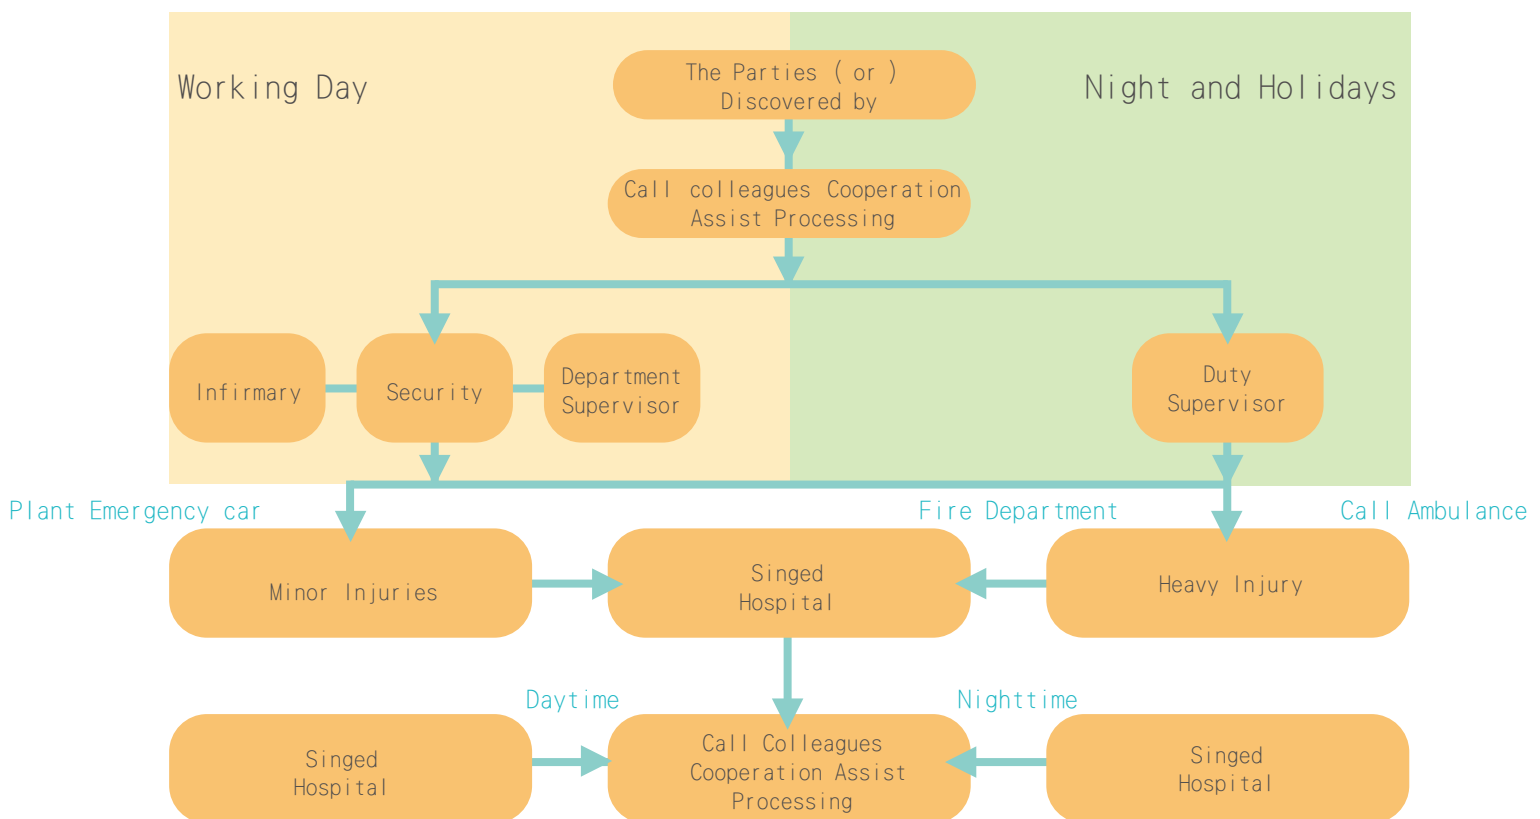 Working Day
The Parties ( or )
Discovered by
Night and Holidays
Call colleagues Cooperation
Assist Processing
Infirmary
Security
Department
Supervisor
Duty
Supervisor
Plant Emergency car
Fire Department
Call Ambulance
Minor Injuries
Singed
Hospital
Heavy Injury
Daytime
Nighttime
Singed
Hospital
Call Colleagues
Cooperation Assist
Processing
Singed
Hospital